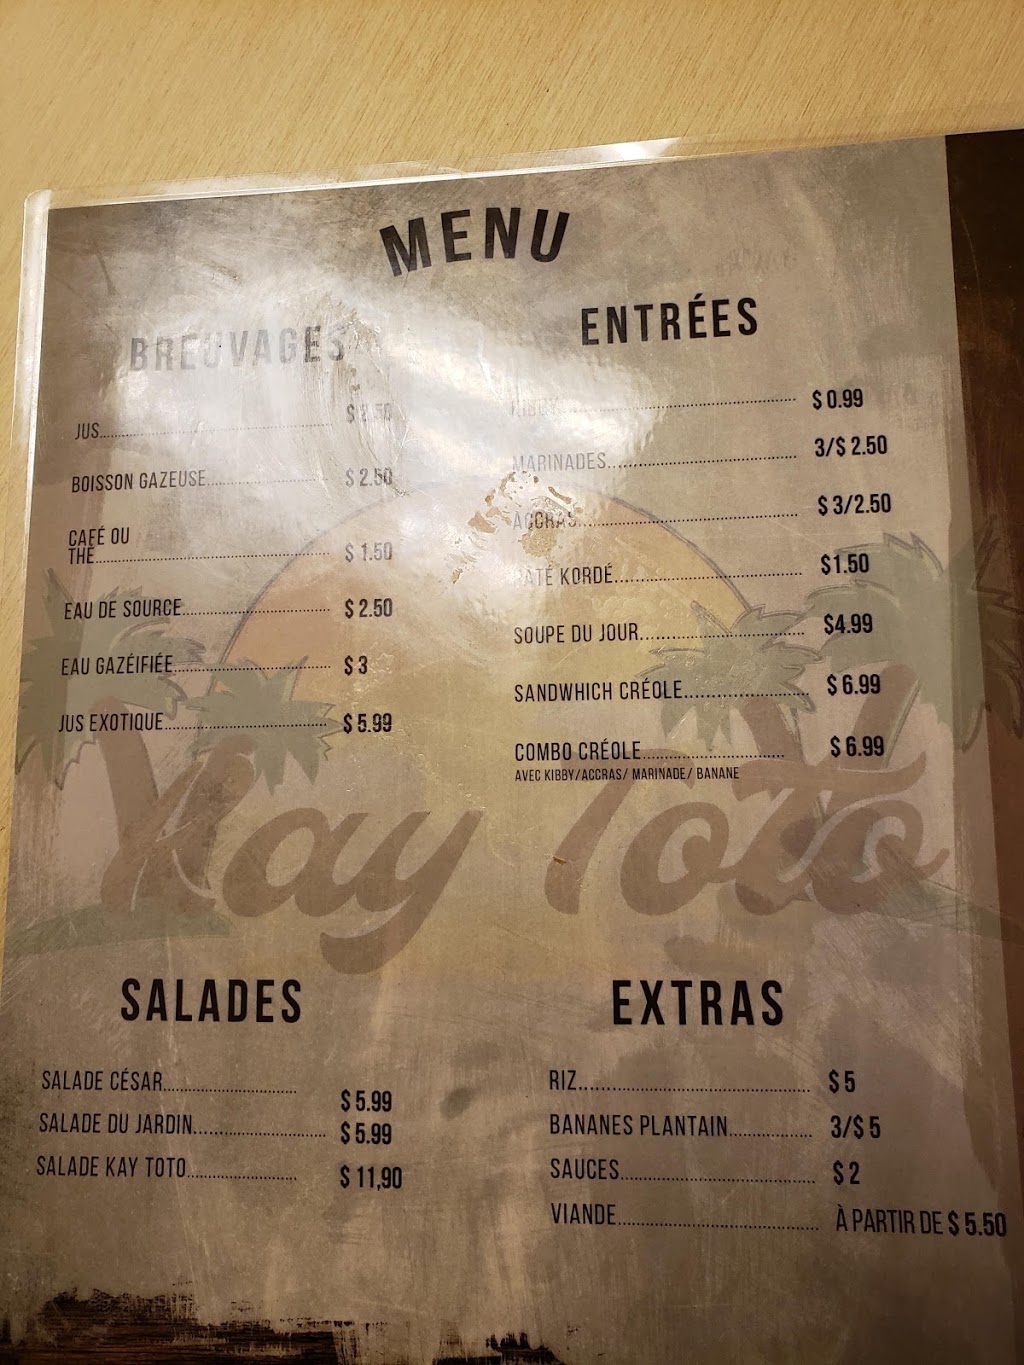 MENU
BREUVAGES
JUS
BOISSON GAZEUSE $ 2.50
CAFÉ OU
THÉ $ 1.50
EAU DE SOURCE $ 2.50
EAU GAZÉIFIÉE $ 3
JUS EXOTIQUE $ 5.99
ENTRÉES
$ 0.99
MARINADES 3/$ 2.50
ACCRAS $ 3/2.50
PATÉ KORDÉ $1.50
SOUPE DU JOUR $4.99
SANDWHICH CRÉOLE $ 6.99
COMBO CRÉOLE $ 6.99
AVEC KIBBY/ACCRAS/ MARINADE/ BANANE
Kay Toto
SALADES
SALADE CÉSAR $ 5.99
SALADE DU JARDIN $ 5.99
SALADE KAY TOTO $ 11,90
EXTRAS
RIZ $ 5
BANANES PLANTAIN 3/$ 5
SAUCES $ 2
VIANDE À PARTIR DE $ 5.50